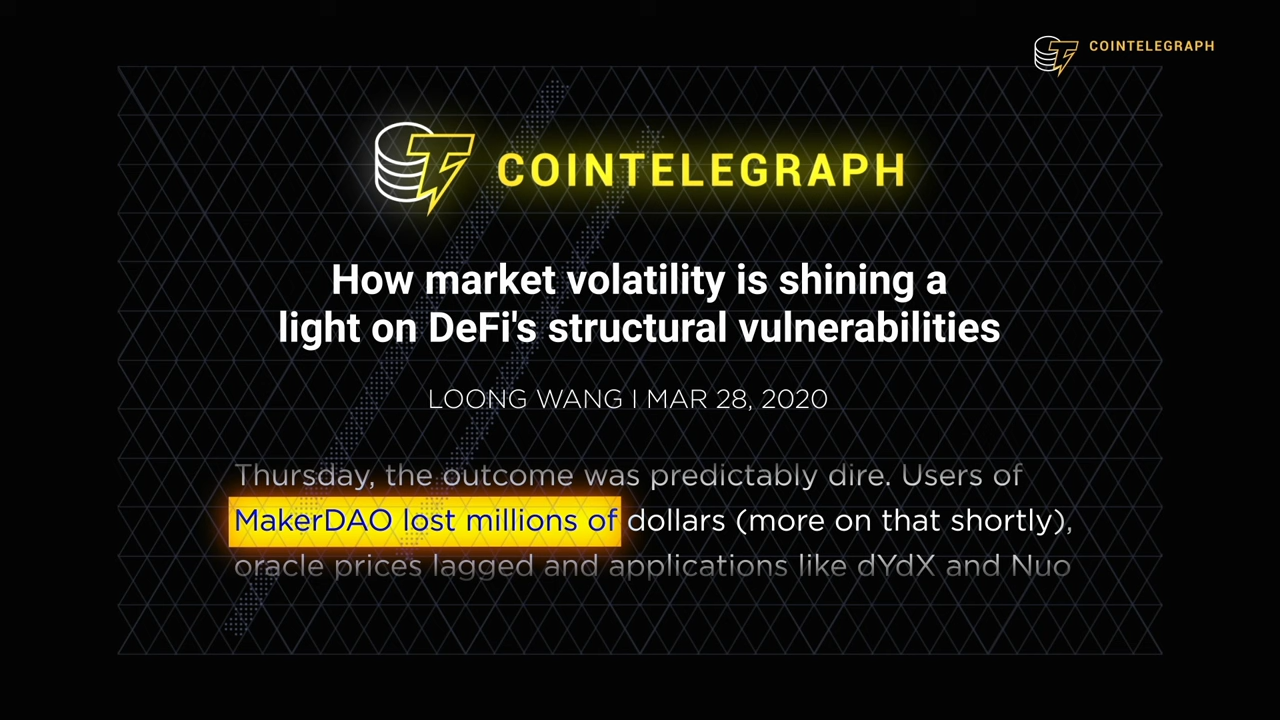 COINTELEGRAPH
COINTELEGRAPH
How market volatility is shining a
light on DeFi's structural vulnerabilities
LOONG WANG I MAR 28, 2020
Thursday, the outcome was predictably dire. Users of
MakerDAO lost millions of dollars (more on that shortly),
oracle prices lagged and applications like dYdX and Nuo